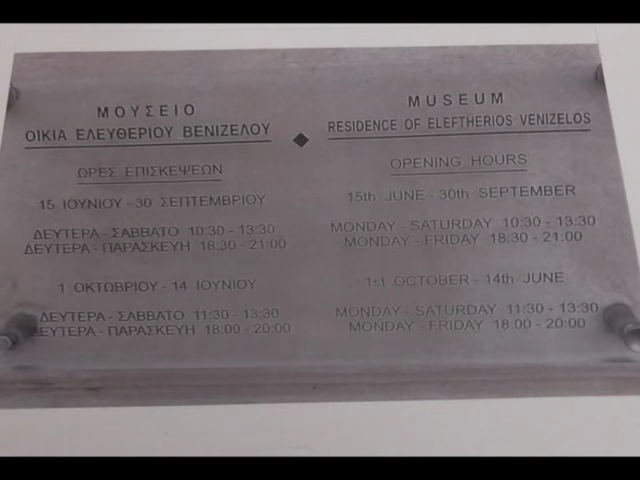 ΜΟΥΣΕΙΟ
ΟΙΚΙΑ ΕΛΕΥΘΕΡΙΟΥ ΒΕΝΙΖΕΛΟΥ
ΩΡΕΣ ΕΠΙΣΚΕΨΕΩΝ
15 ΙΟΥΝΙΟΥ - 30 ΣΕΠΤΕΜΒΡΙΟΥ
ΔΕΥΤΕΡΑ - ΣΑΒΒΑΤΟ 10:30 - 13:30
ΔΕΥΤΕΡΑ - ΠΑΡΑΣΚΕΥΗ 18:30 - 21:00
1 ΟΚΤΩΒΡΙΟΥ - 14 ΙΟΥΝΙΟΥ
ΔΕΥΤΕΡΑ - ΣΑΒΒΑΤΟ 11:30 - 13:30
ΔΕΥΤΕΡΑ - ΠΑΡΑΣΚΕΥΗ 18:00 - 20:00
MUSEUM
RESIDENCE OF ELEFTHERIOS VENIZELOS
OPENING HOURS
15th JUNE - 30th SEPTEMBER
MONDAY - SATURDAY 10:30 - 13:30
MONDAY - FRIDAY 18:30 - 21:00
1st OCTOBER - 14th JUNE
MONDAY - SATURDAY 11:30 - 13:30
MONDAY - FRIDAY 18:00 - 20:00